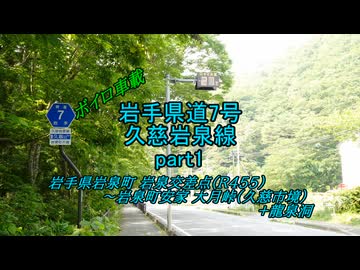 ボイロ車載
岩手県道7号
久慈岩泉線
part1
岩手県岩泉町 岩泉交差点(R455)
～岩泉町安家 大月峠(久慈市境)
+龍泉洞
7